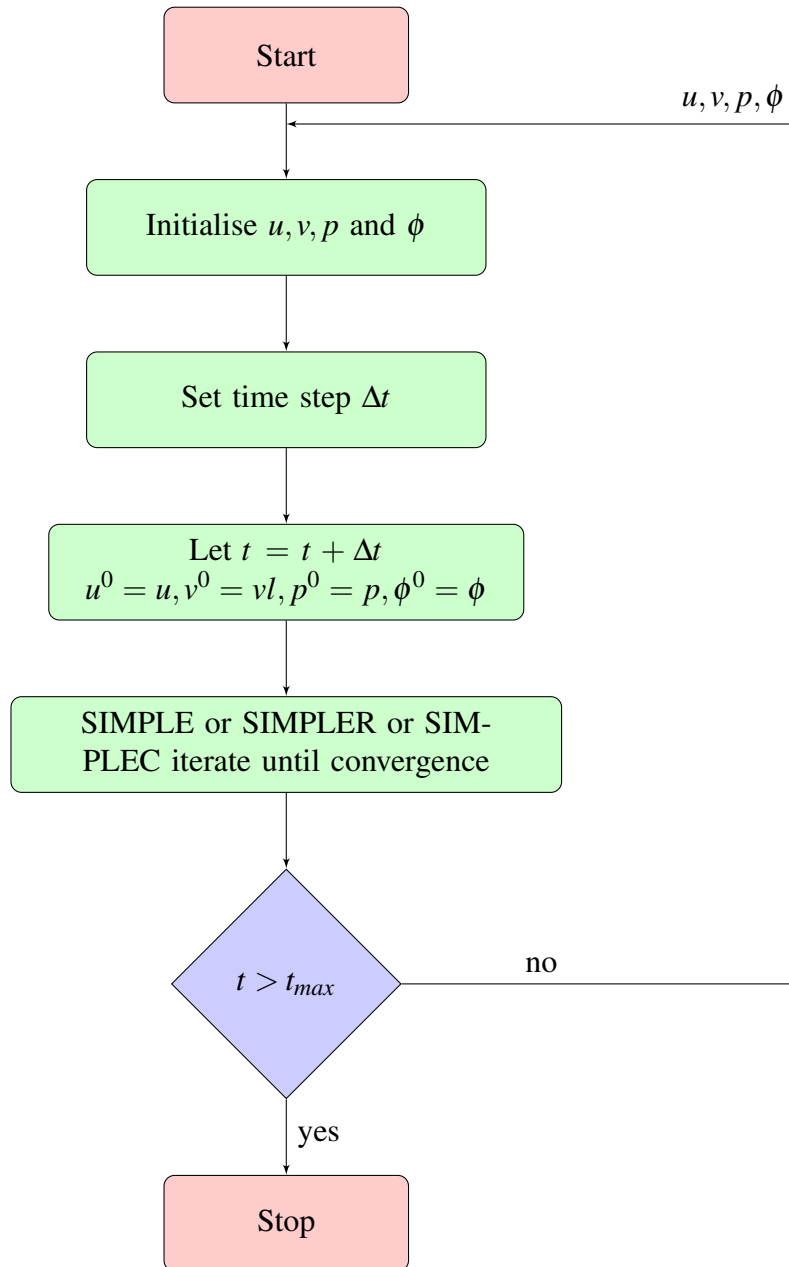 Start
u, v, p, ϕ
Initialise u, v, p and ϕ
Set time step Δt
Let t = t + Δt
u⁰ = u, v⁰ = vl, p⁰ = p, ϕ⁰ = ϕ
SIMPLE or SIMPLER or SIM-
PLEC iterate until convergence
t > tₘₐₓ
no
yes
Stop